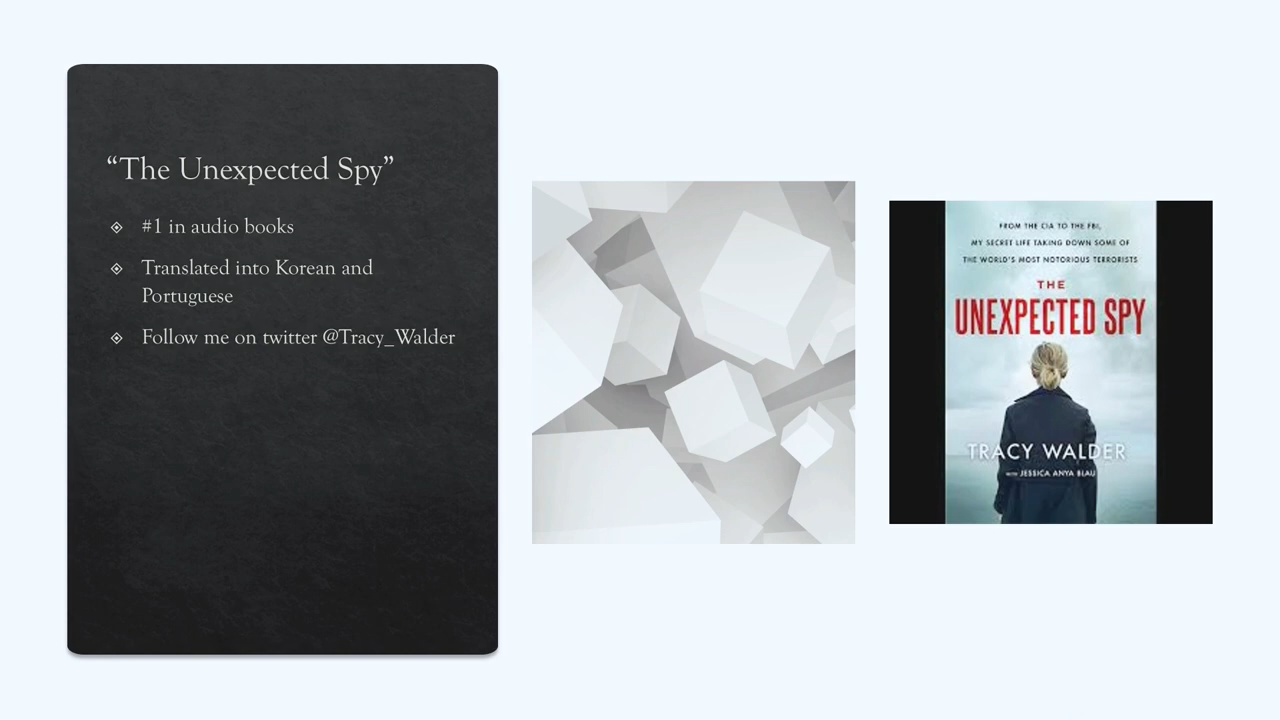 “The Unexpected Spy”
#1 in audio books
Translated into Korean and
Portuguese
Follow me on twitter @Tracy_Walder
FROM THE CIA TO THE FBI,
MY SECRET LIFE TAKING DOWN SOME OF
THE WORLD'S MOST NOTORIOUS TERRORISTS
THE
UNEXPECTED SPY
TRACY WALDER
WITH JESSICA ANYA BLAU